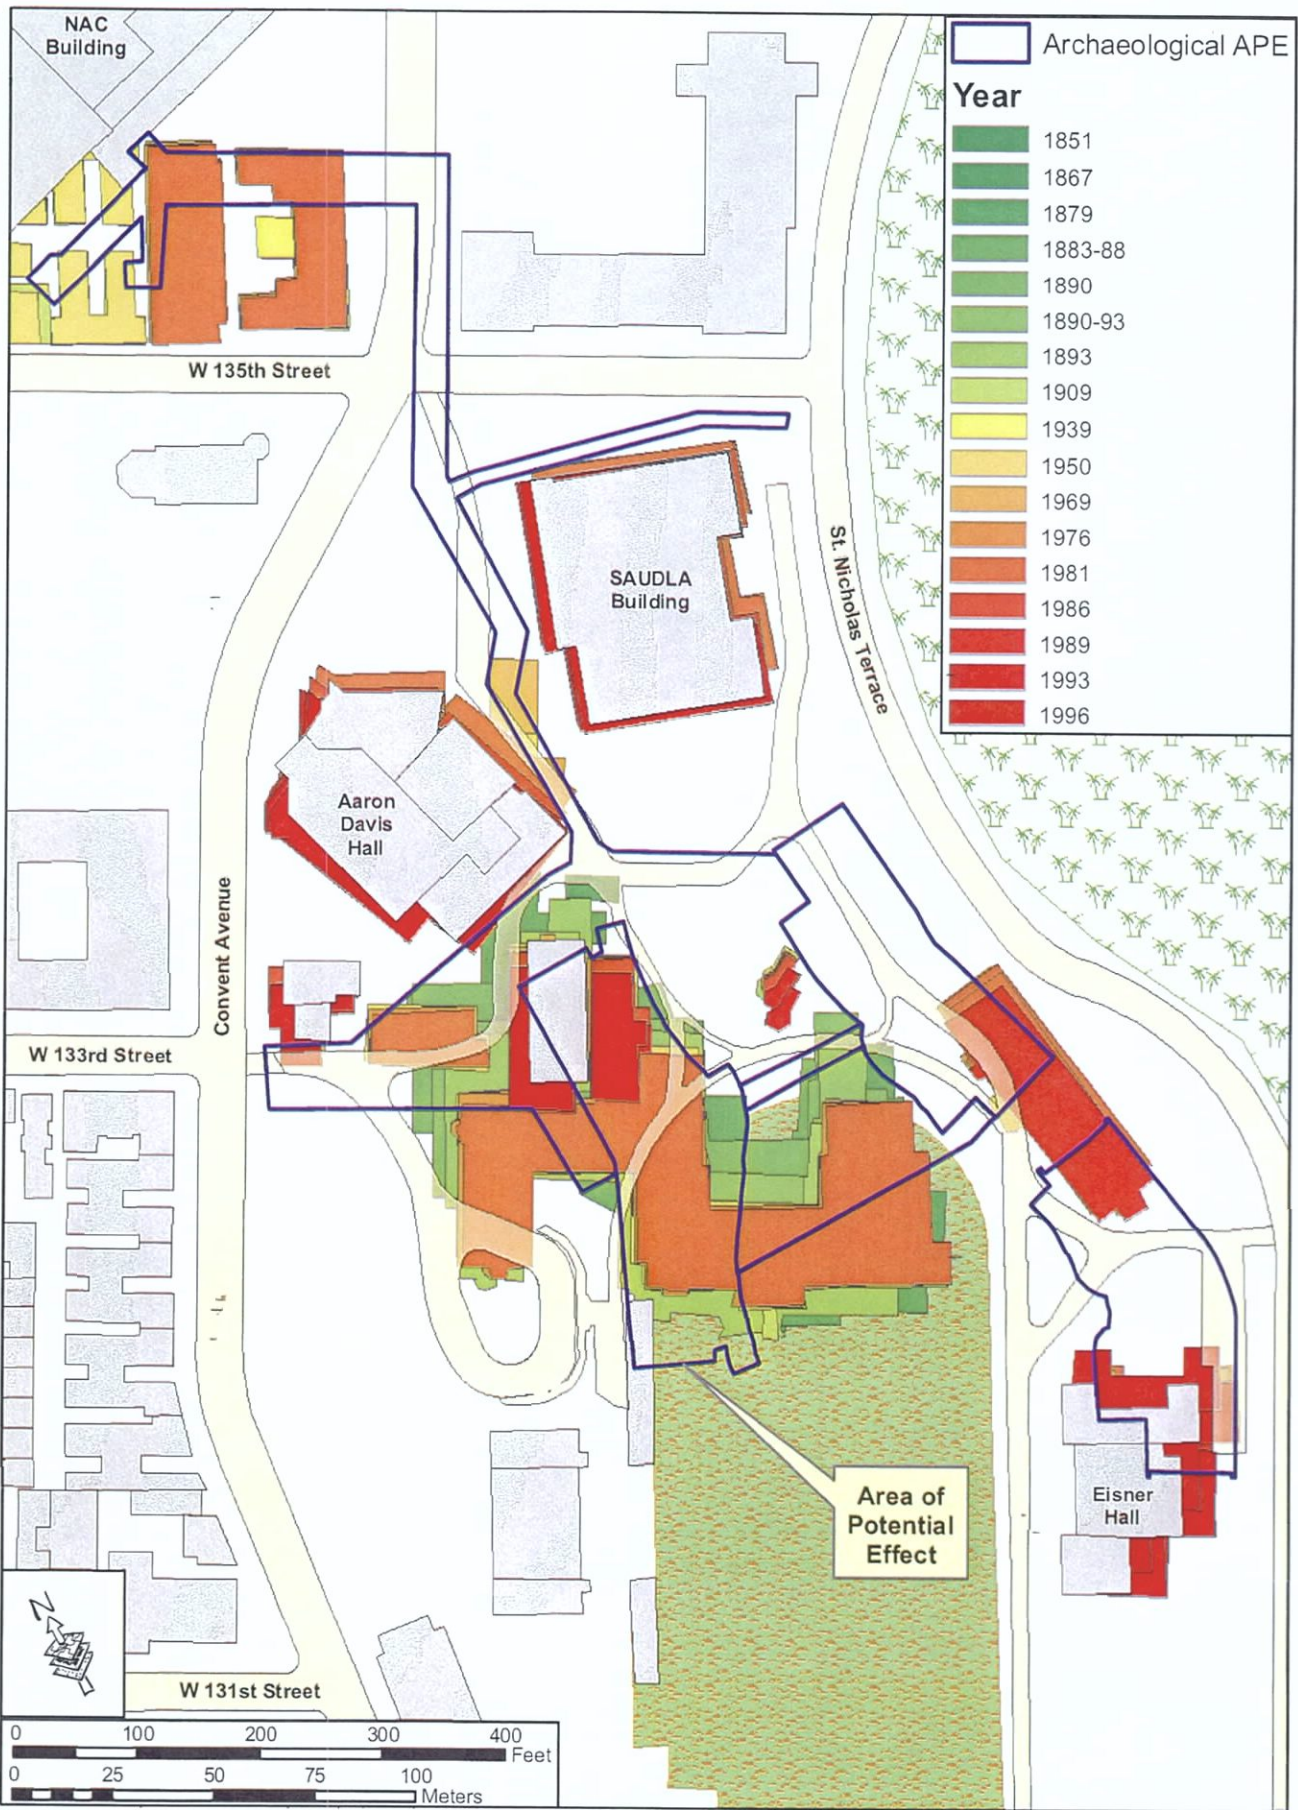 NAC
Building
Archaeological APE
Year
1851
1867
1879
1883-88
1890
1890-93
1893
1909
1939
1950
1969
1976
1981
1986
1989
1993
1996
W 135th Street
SAUDLA
Building
St. Nicholas Terrace
Aaron
Davis
Hall
Convent Avenue
W 133rd Street
Area of
Potential
Effect
Eisner
Hall
N
W 131st Street
0 100 200 300 400
Feet
0 25 50 75 100
Meters